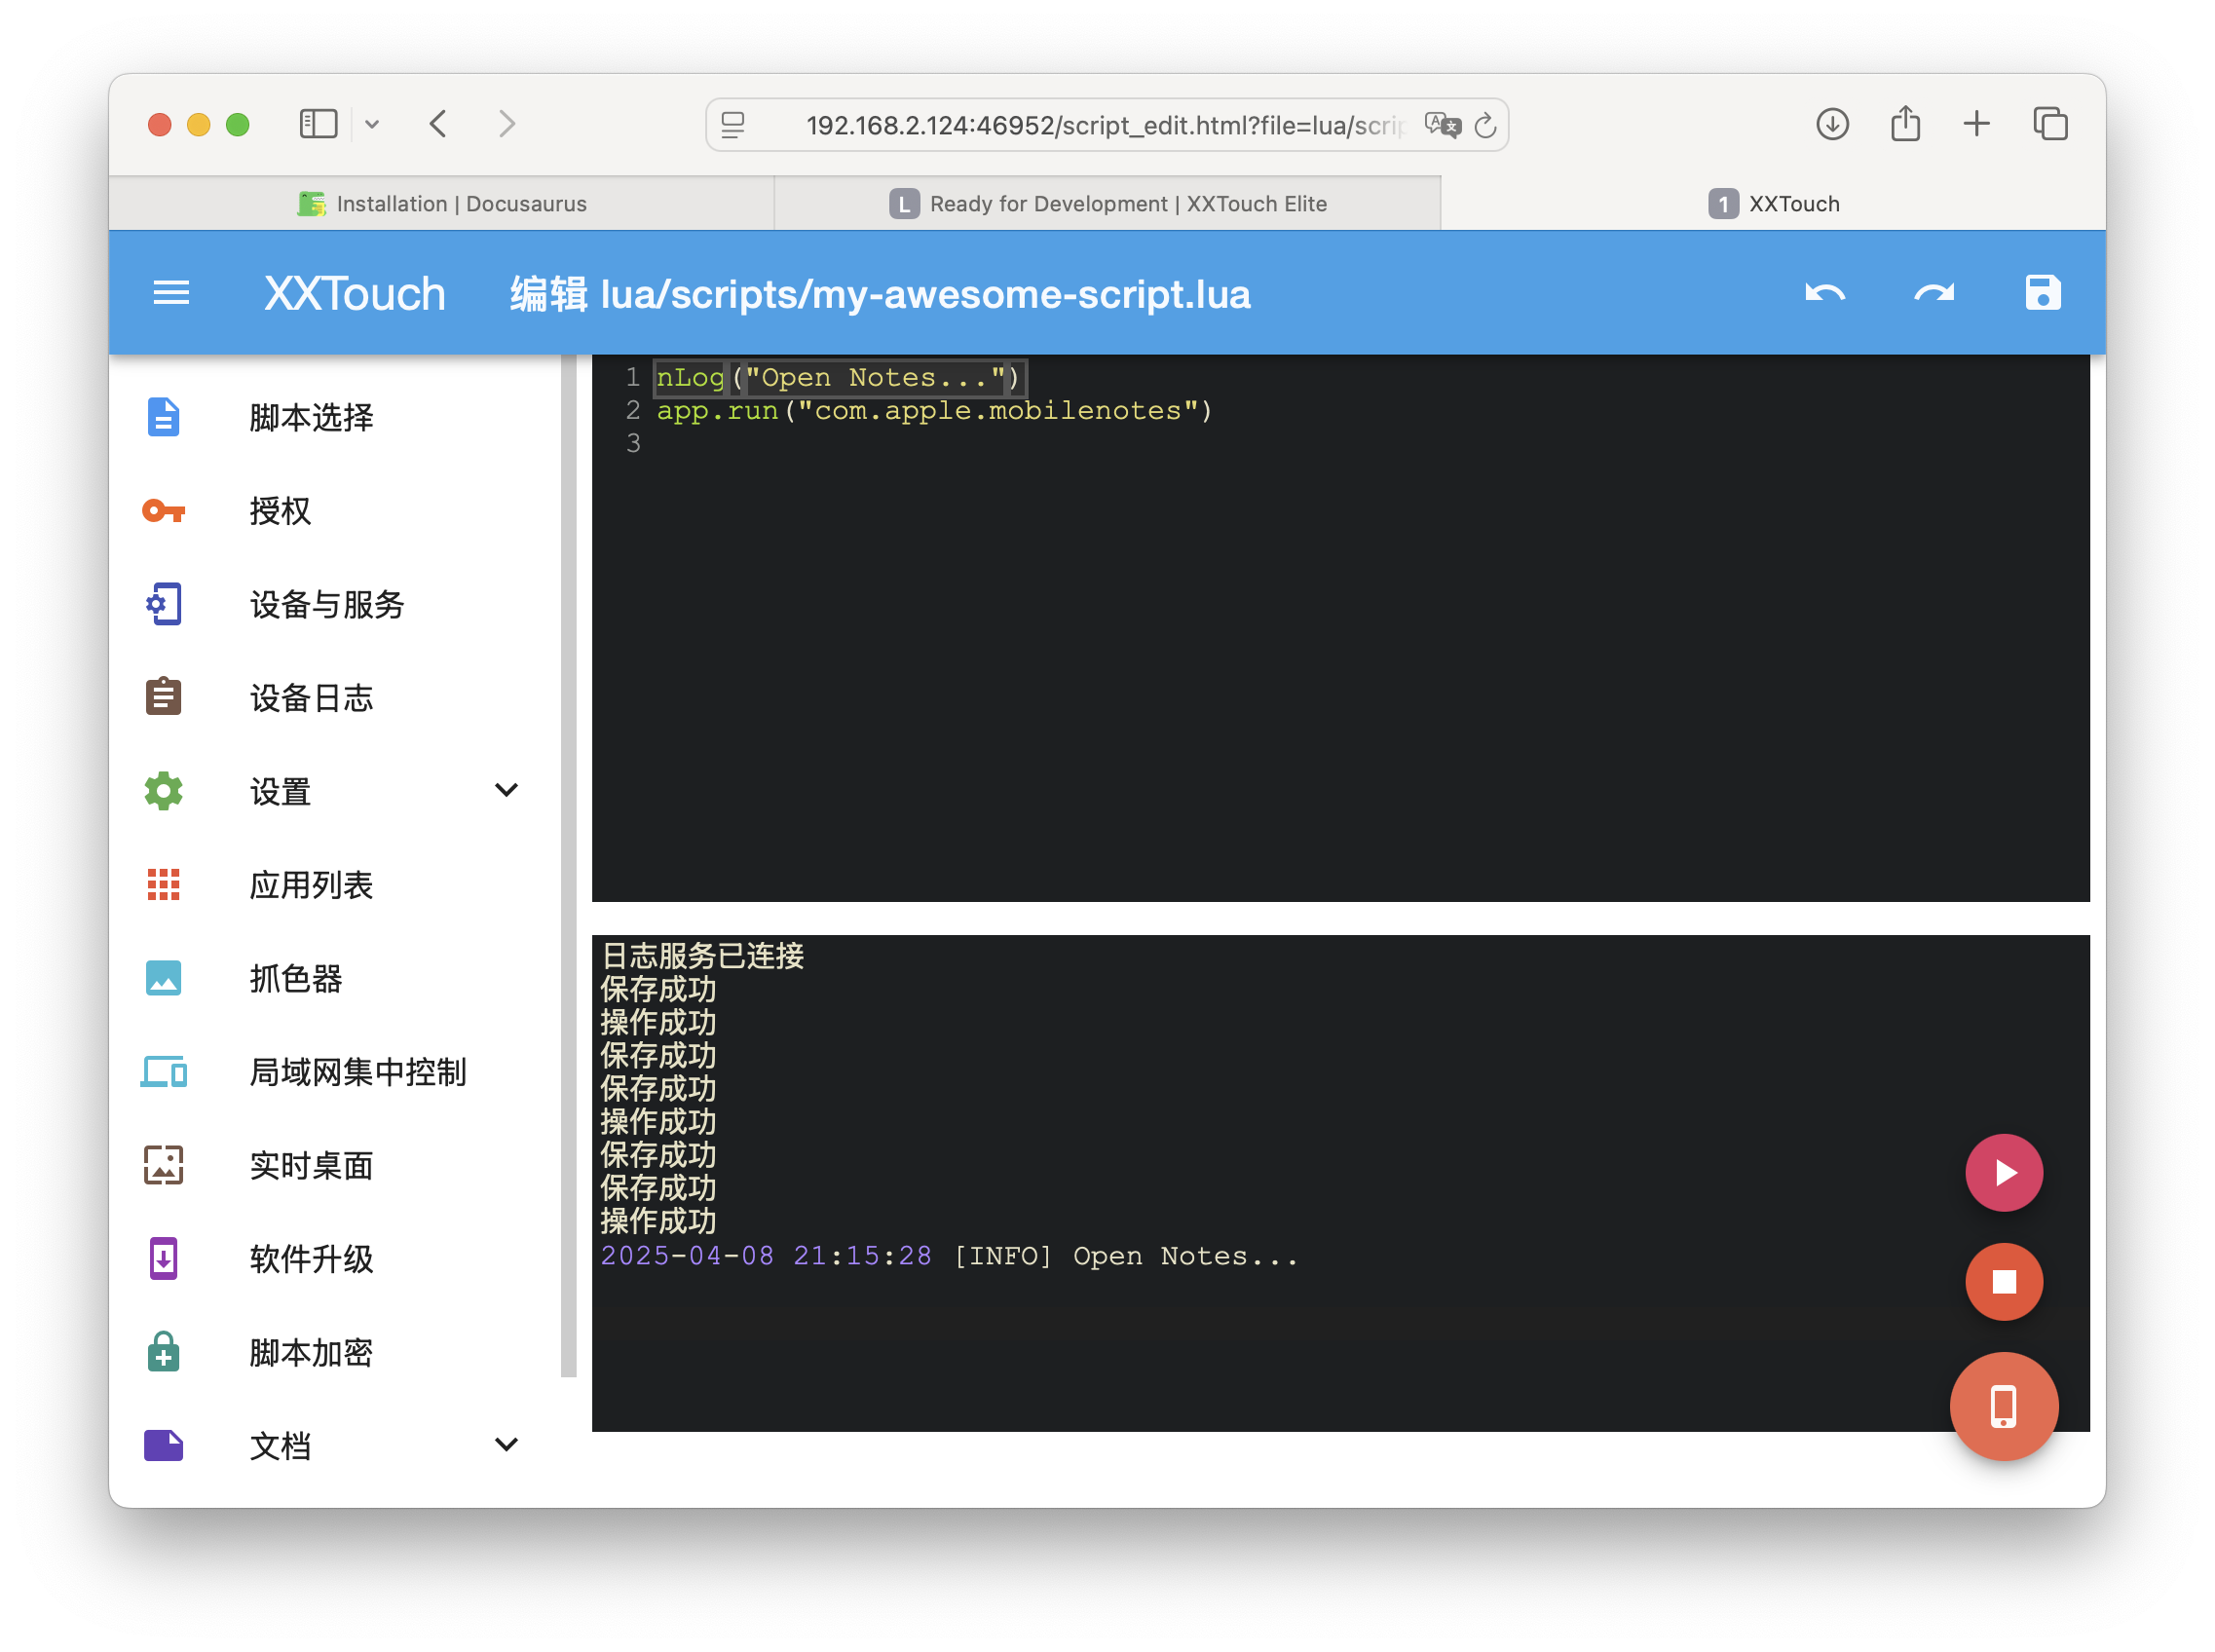 192.168.2.124:46952/script_edit.html?file=lua/scrip
Installation | Docusaurus
L Ready for Development | XXTouch Elite
1 XXTouch
XXTouch 编辑 lua/scripts/my-awesome-script.lua
脚本选择
授权
设备与服务
设备日志
设置
应用列表
抓色器
局域网集中控制
实时桌面
软件升级
脚本加密
文档
1 nLog("Open Notes...")
2 app.run("com.apple.mobilenotes")
3
日志服务已连接
保存成功
操作成功
保存成功
保存成功
操作成功
保存成功
保存成功
操作成功
2025-04-08 21:15:28 [INFO] Open Notes...